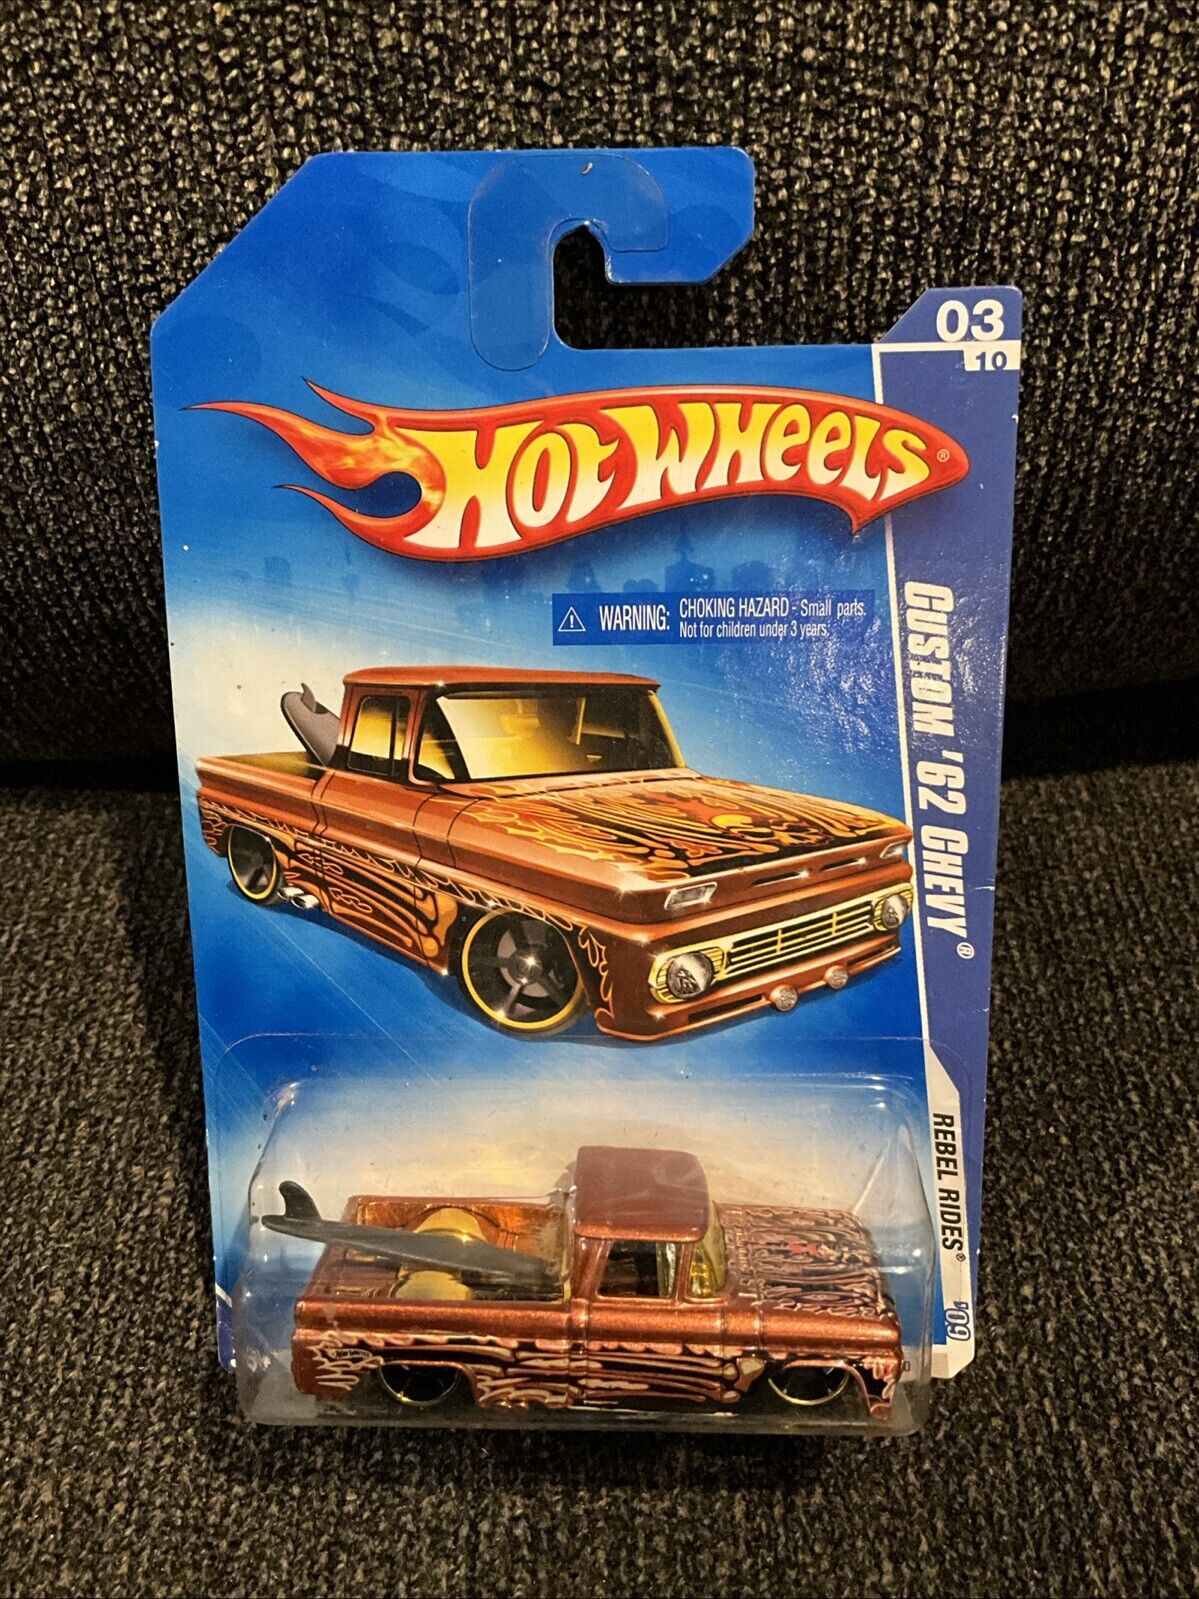 03
10
HOT WHEELS®
⚠ WARNING: CHOKING HAZARD - Small parts.
Not for children under 3 years.
CUSTOM '62 CHEVY®
REBEL RIDES®
'09